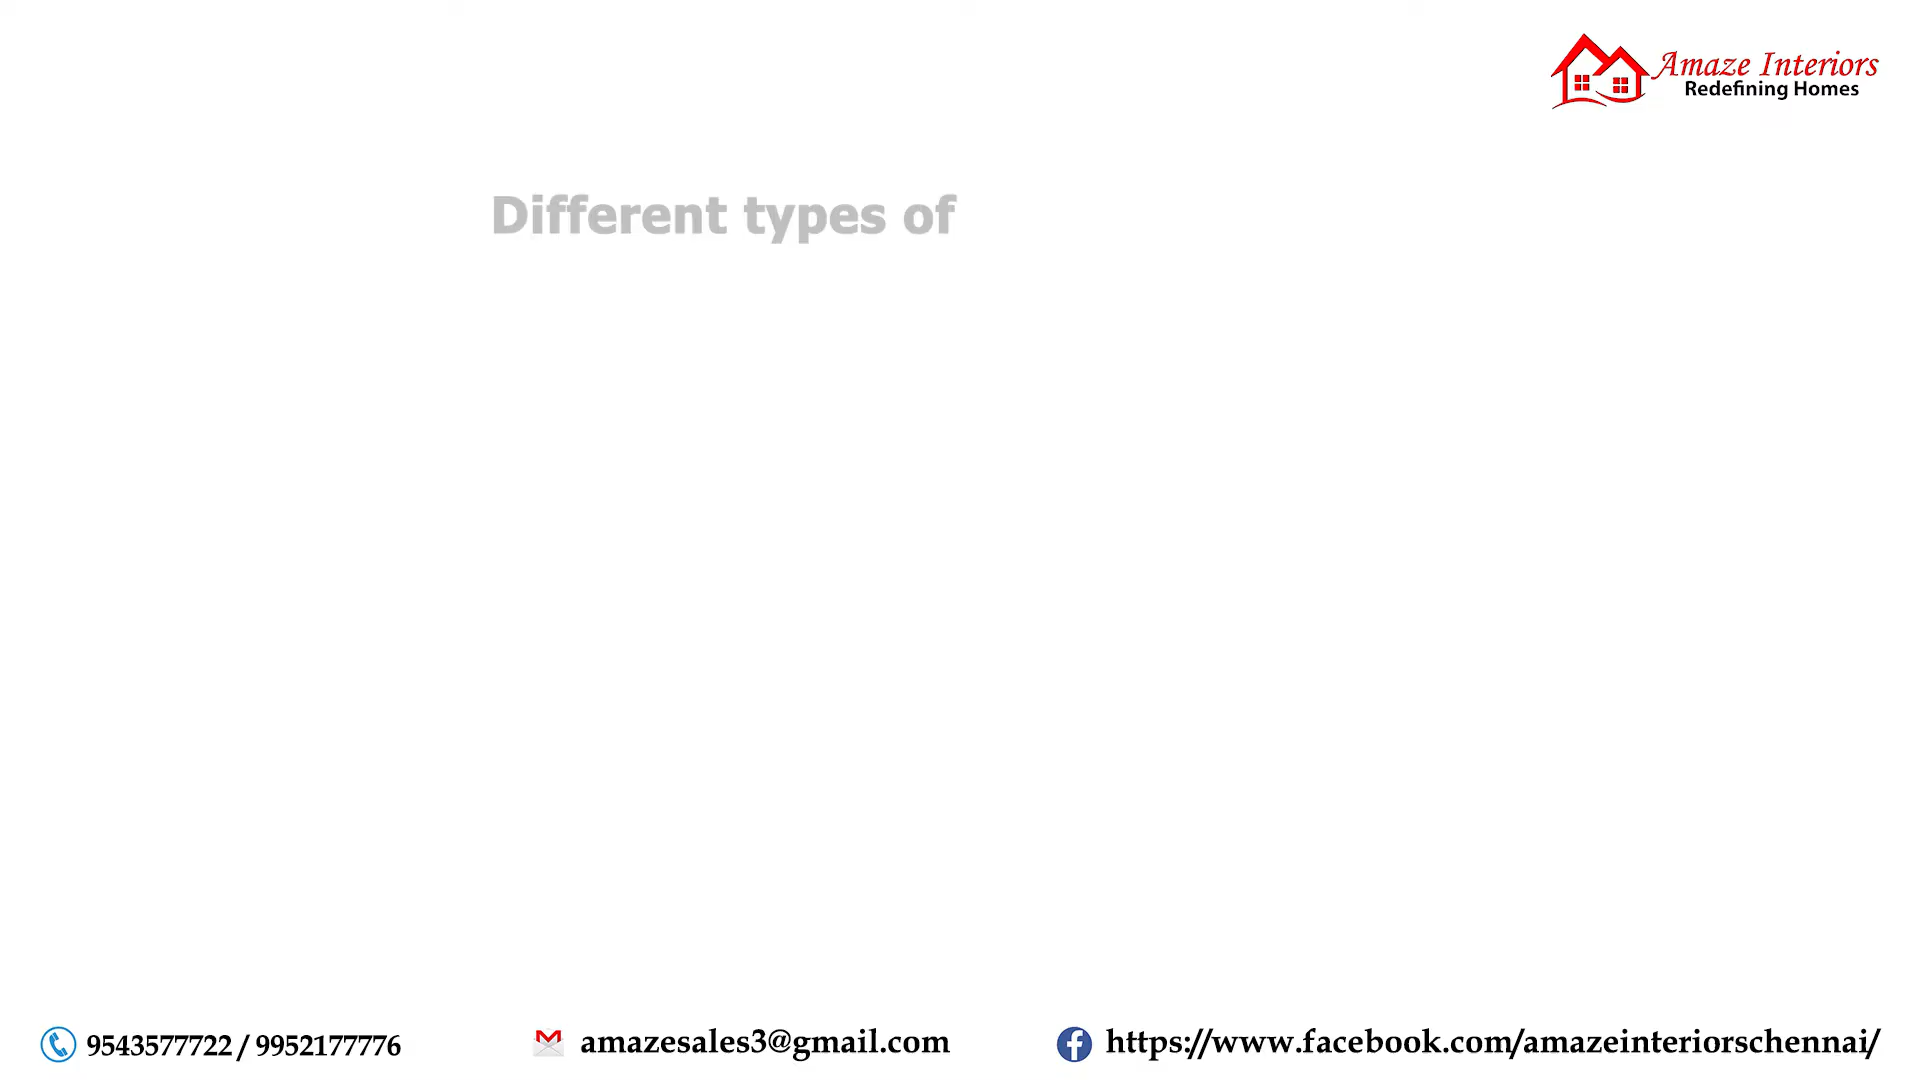 Amaze Interiors
Redefining Homes
Different types of
9543577722 / 9952177776
amazesales3@gmail.com
https://www.facebook.com/amazeinteriorschennai/